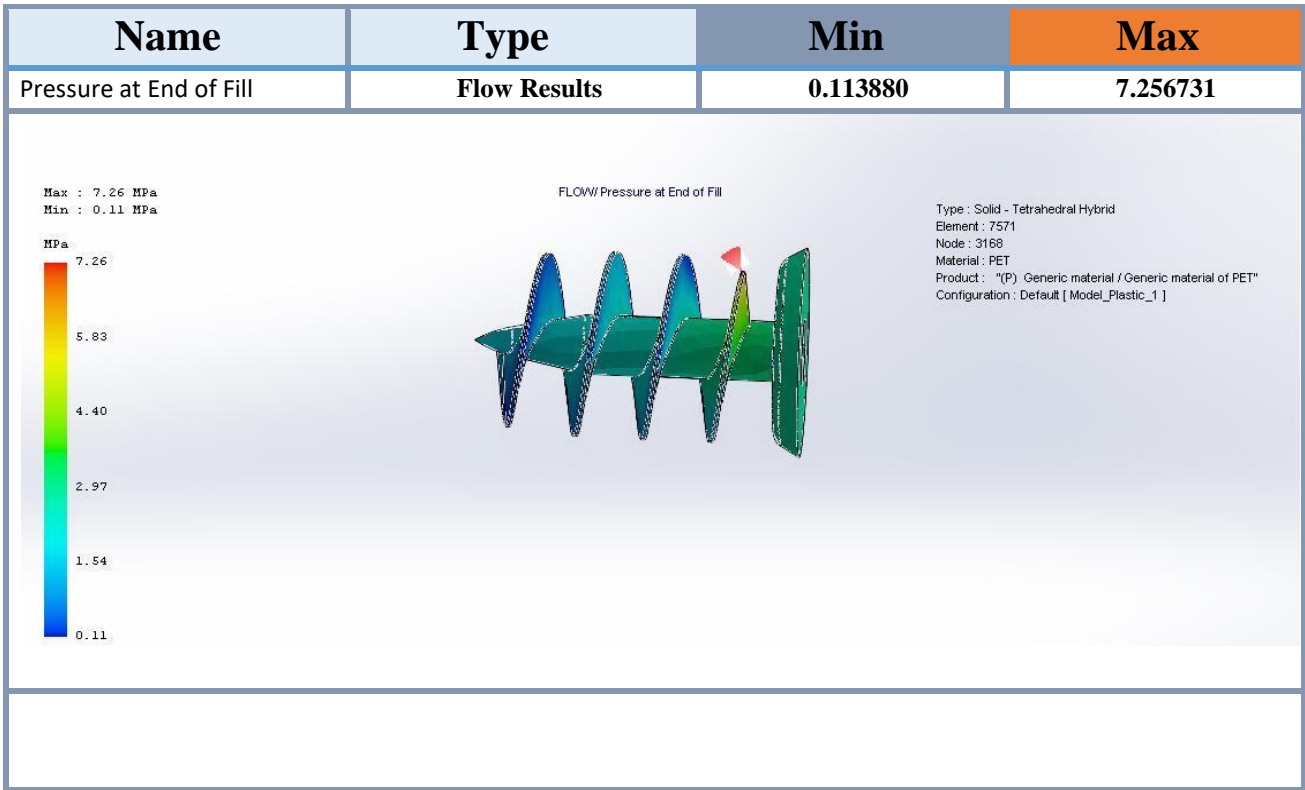 Name Type Min Max
Pressure at End of Fill Flow Results 0.113880 7.256731
Max : 7.26 MPa
Min : 0.11 MPa
MPa
7.26
5.83
4.40
2.97
1.54
0.11
FLOW/ Pressure at End of Fill
Type : Solid - Tetrahedral Hybrid
Element : 7571
Node : 3168
Material : PET
Product : "(P) Generic material / Generic material of PET"
Configuration : Default [ Model_Plastic_1 ]